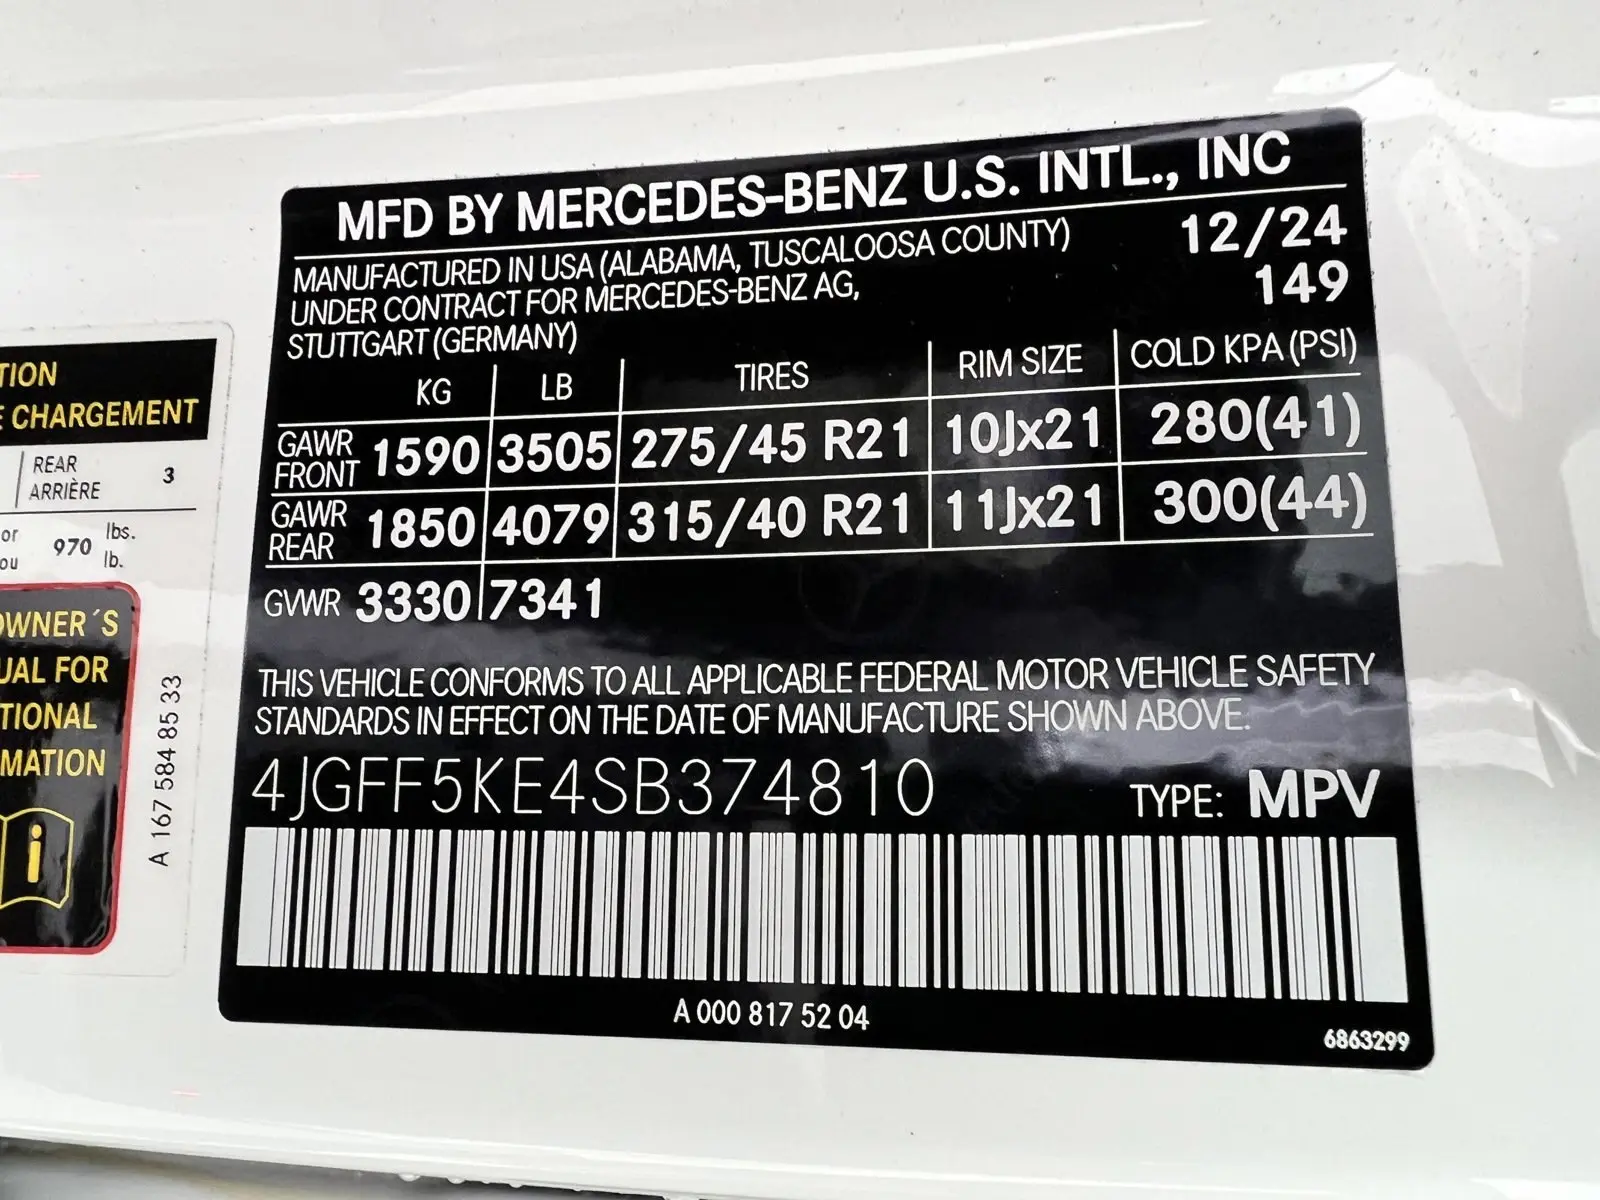 MFD BY MERCEDES-BENZ U.S. INTL., INC
MANUFACTURED IN USA (ALABAMA, TUSCALOOSA COUNTY) 12/24
UNDER CONTRACT FOR MERCEDES-BENZ AG, 149
STUTTGART (GERMANY)
KG LB TIRES RIM SIZE COLD KPA (PSI)
GAWR FRONT 1590 3505 275/45 R21 10Jx21 280(41)
GAWR REAR 1850 4079 315/40 R21 11Jx21 300(44)
GVWR 3330 7341
THIS VEHICLE CONFORMS TO ALL APPLICABLE FEDERAL MOTOR VEHICLE SAFETY
STANDARDS IN EFFECT ON THE DATE OF MANUFACTURE SHOWN ABOVE.
4JGFF5KE4SB374810 TYPE: MPV
A 000 817 52 04
6863299
TION
E CHARGEMENT
REAR
ARRIÈRE 3
or 970 lbs.
ou lb.
OWNER´S
UAL FOR
TIONAL
MATION
i
A 167 584 85 33